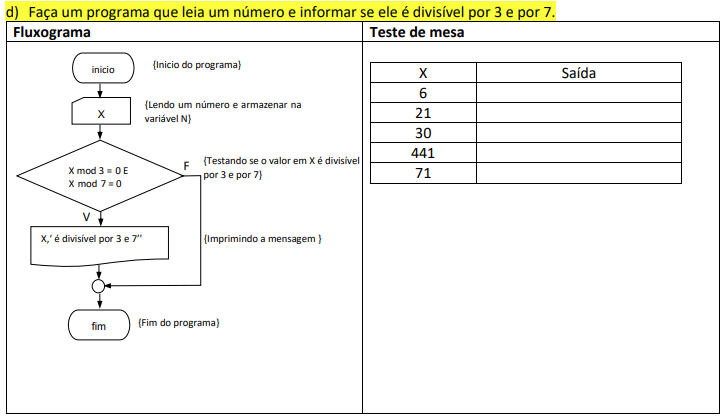 d) Faça um programa que leia um número e informar se ele é divisível por 3 e por 7.
Fluxograma
inicio
{Inicio do programa}
X
{Lendo um número e armazenar na
variável N}
X mod 3 = 0 E
X mod 7 = 0
F
{Testando se o valor em X é divisível
por 3 e por 7}
V
X,‘ é divisível por 3 e 7’’
{Imprimindo a mensagem }
fim
{Fim do programa}
Teste de mesa
X Saída
6
21
30
441
71